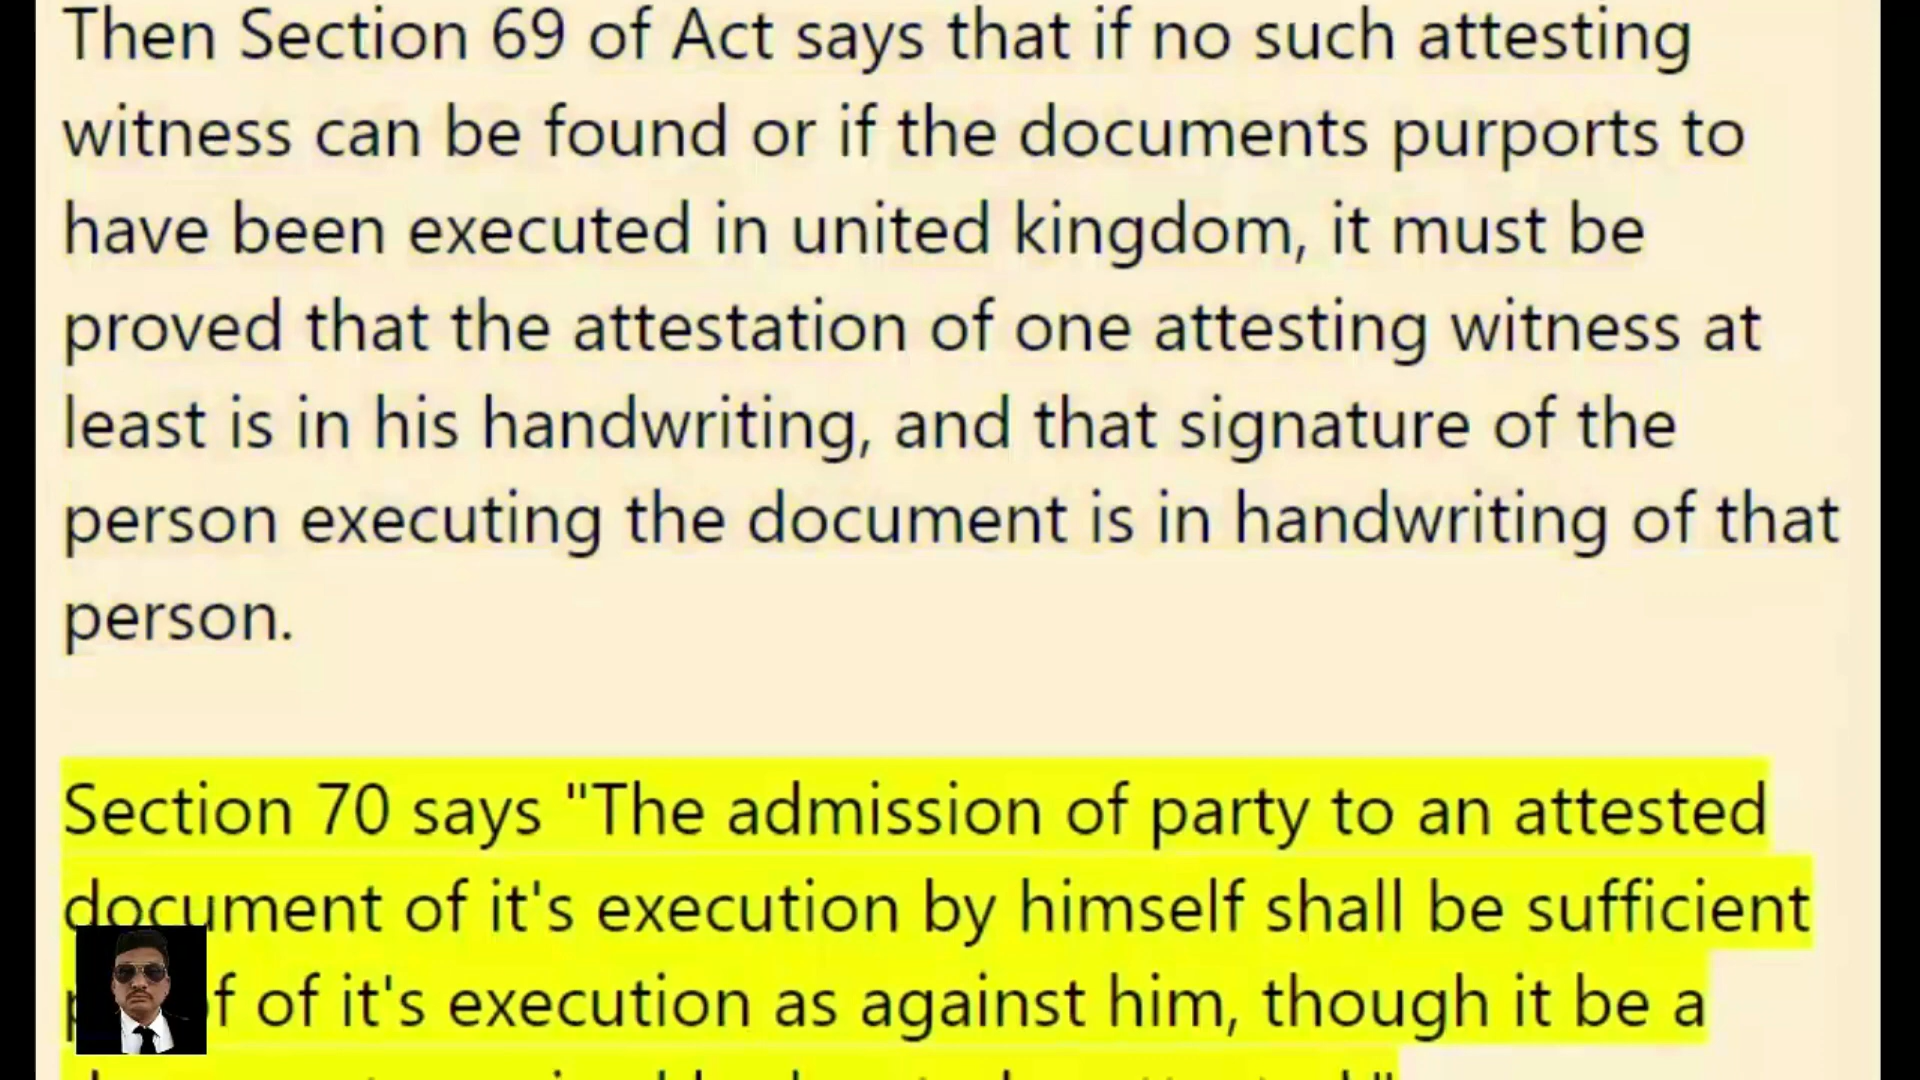 Then Section 69 of Act says that if no such attesting
witness can be found or if the documents purports to
have been executed in united kingdom, it must be
proved that the attestation of one attesting witness at
least is in his handwriting, and that signature of the
person executing the document is in handwriting of that
person.
Section 70 says "The admission of party to an attested
document of it's execution by himself shall be sufficient
of it's execution as against him, though it be a